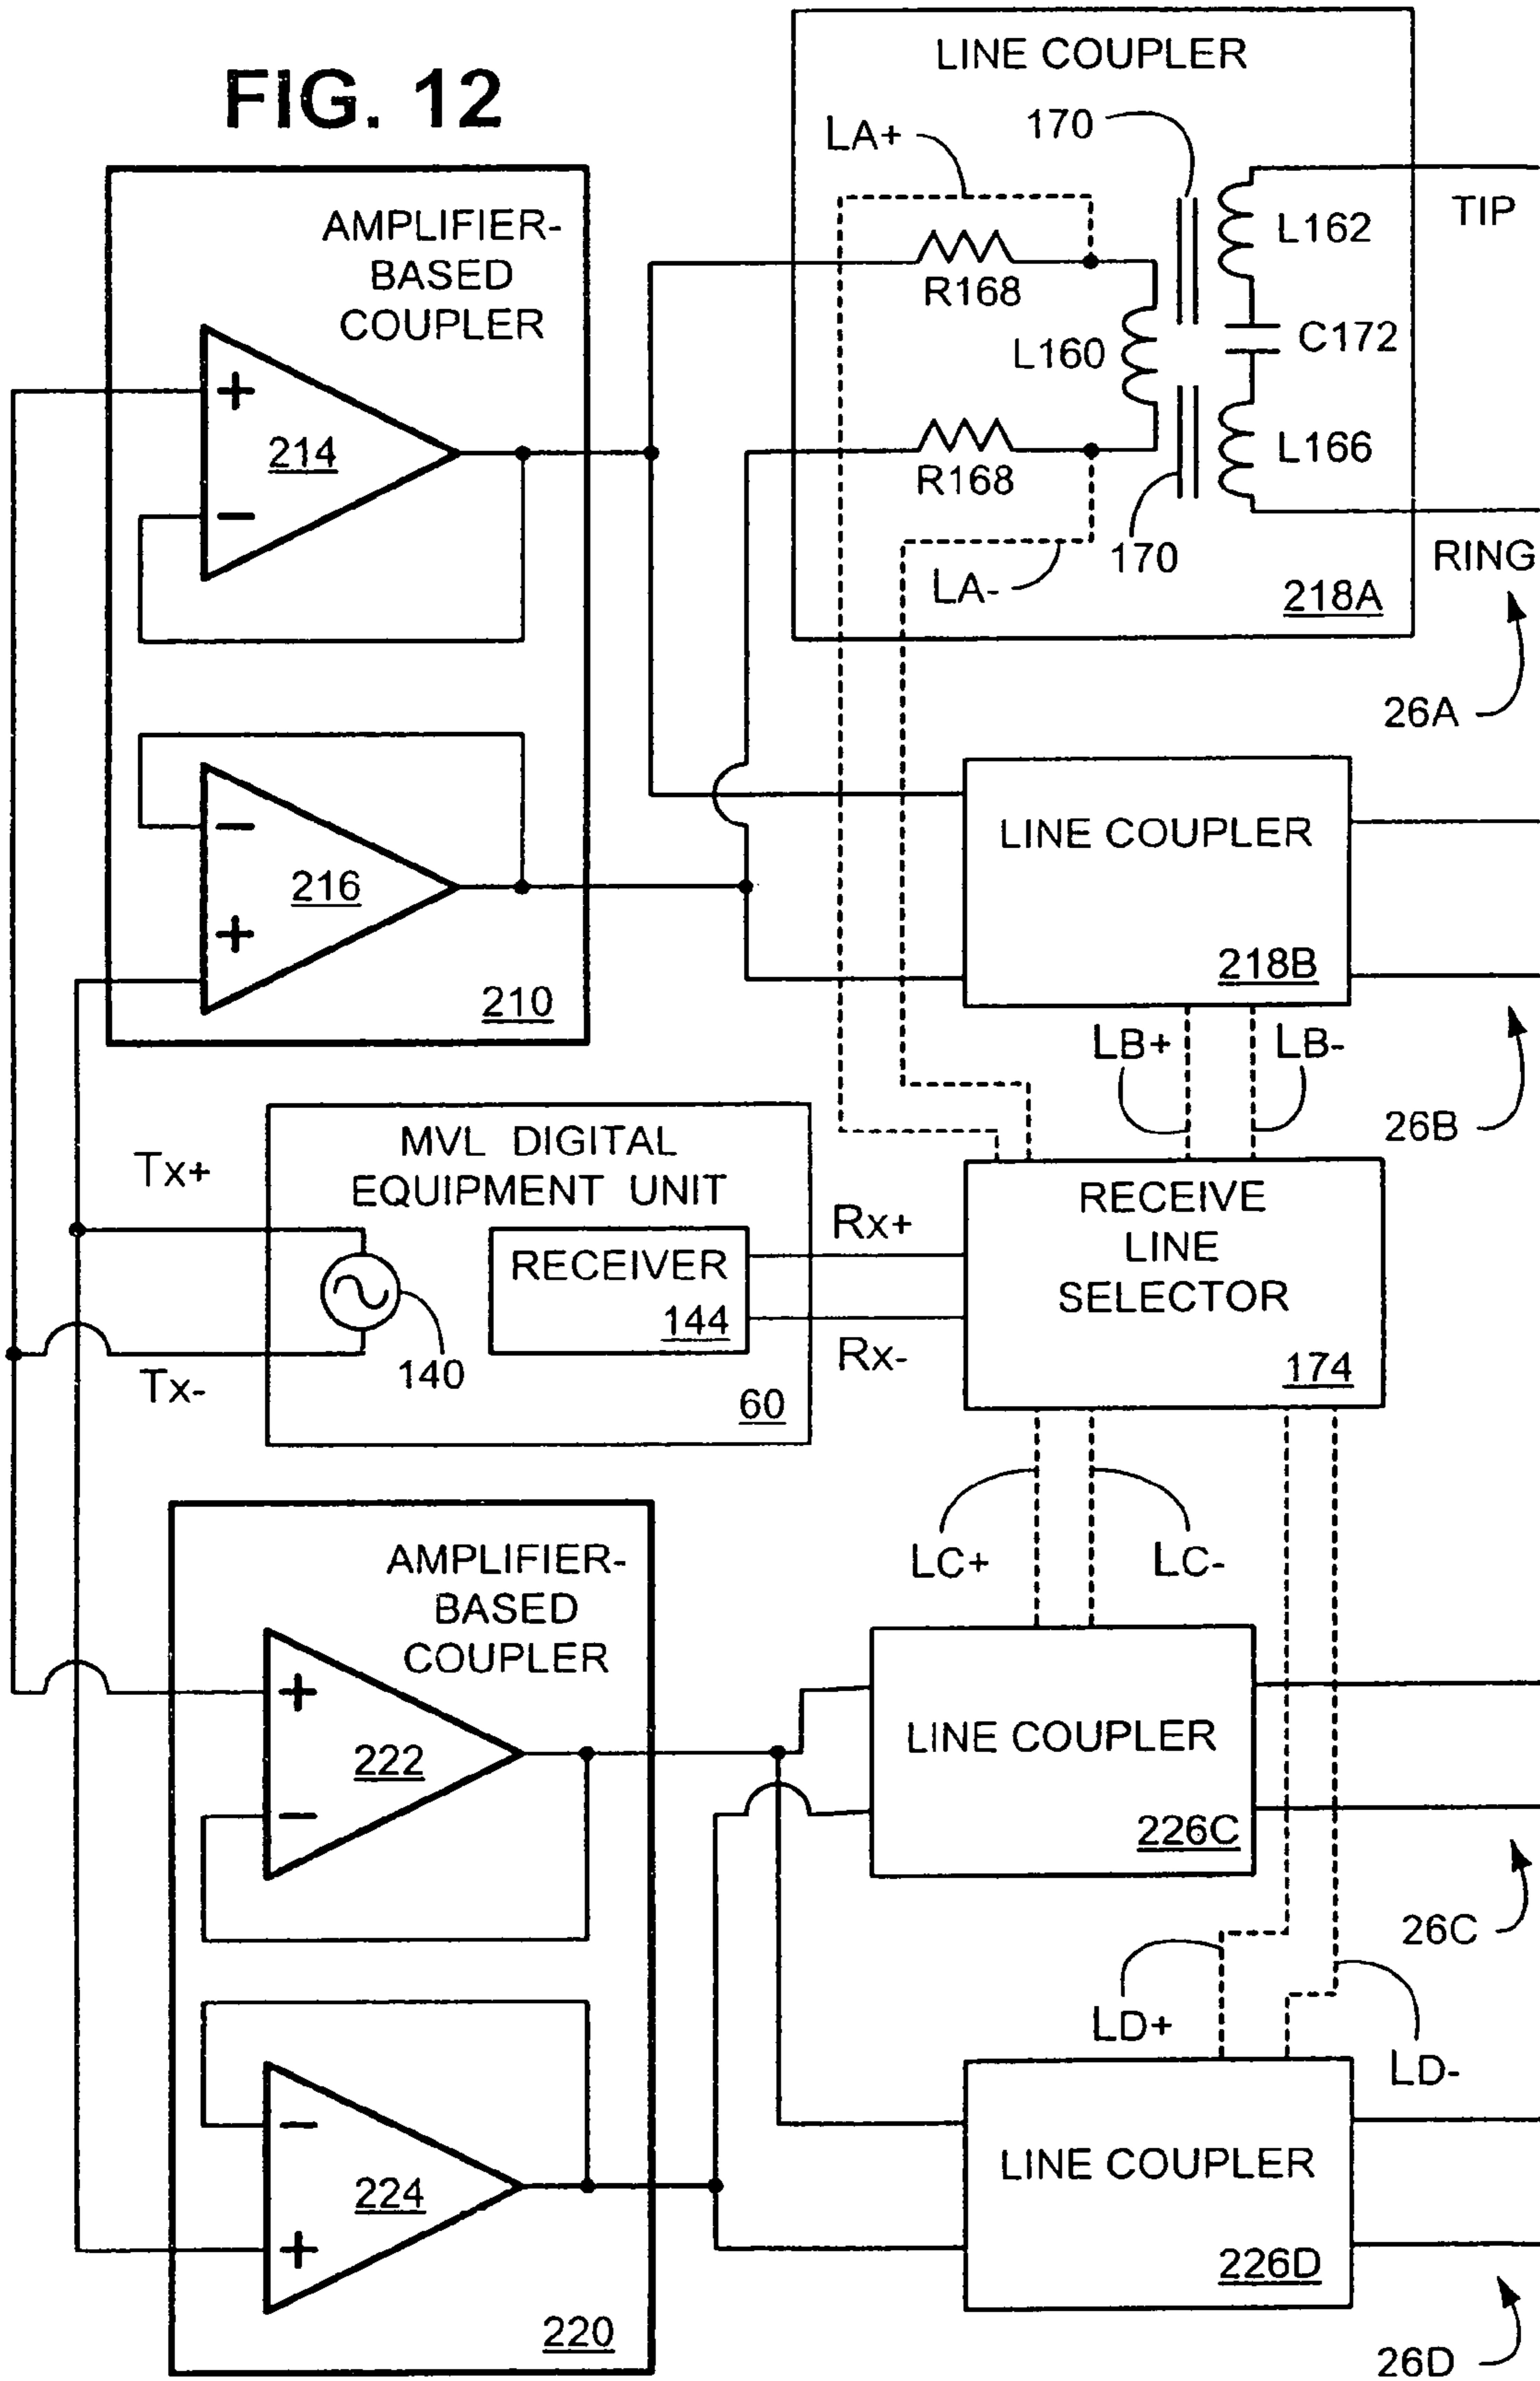 FIG. 12
LINE COUPLER
LA+
170
TIP
L162
R168
L160
C172
R168
L166
LA-
170
RING
218A
26A
AMPLIFIER-
BASED
COUPLER
+
214
−
−
216
+
210
LINE COUPLER
218B
LB+
LB-
26B
Tx+
Tx-
MVL DIGITAL
EQUIPMENT UNIT
RECEIVER
144
140
60
Rx+
Rx-
RECEIVE
LINE
SELECTOR
174
LC+
LC-
AMPLIFIER-
BASED
COUPLER
+
222
−
−
224
+
220
LINE COUPLER
226C
26C
LD+
LD-
LINE COUPLER
226D
26D